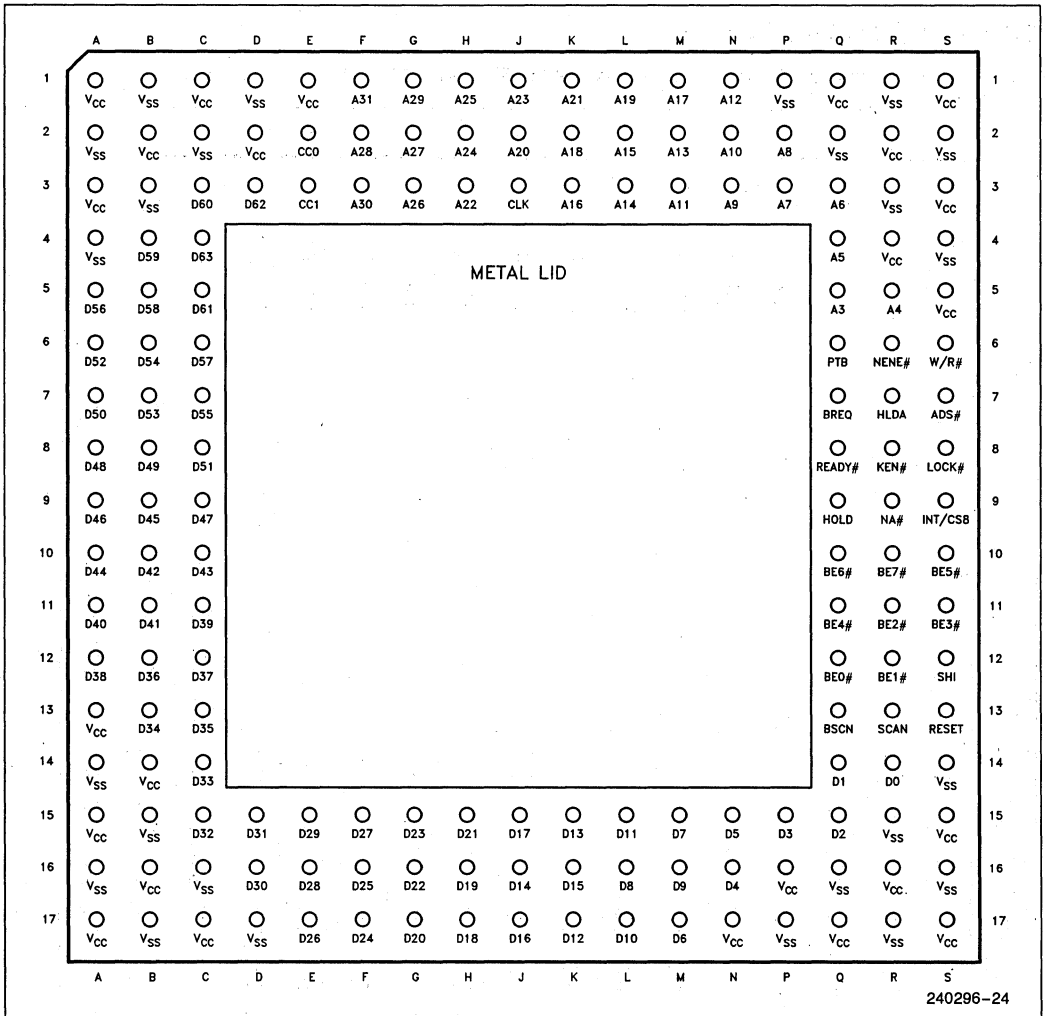 A B C D E F G H J K L M N P Q R S
1 1
VCC VSS VCC VSS VCC A31 A29 A25 A23 A21 A19 A17 A12 VSS VCC VSS VCC
2 2
VSS VCC VSS VCC CC0 A28 A27 A24 A20 A18 A15 A13 A10 A8 VSS VCC VSS
3 3
VCC VSS D60 D62 CC1 A30 A26 A22 CLK A16 A14 A11 A9 A7 A6 VSS VCC
4 4
VSS D59 D63 A5 VCC VSS
METAL LID
5 5
D56 D58 D61 A3 A4 VCC
6 6
D52 D54 D57 PTB NENE# W/R#
7 7
D50 D53 D55 BREQ HLDA ADS#
8 8
D48 D49 D51 READY# KEN# LOCK#
9 9
D46 D45 D47 HOLD NA# INT/CS8
10 10
D44 D42 D43 BE6# BE7# BE5#
11 11
D40 D41 D39 BE4# BE2# BE3#
12 12
D38 D36 D37 BE0# BE1# SHI
13 13
VCC D34 D35 BSCN SCAN RESET
14 14
VSS VCC D33 D1 D0 VSS
15 15
VCC VSS D32 D31 D29 D27 D23 D21 D17 D13 D11 D7 D5 D3 D2 VSS VCC
16 16
VSS VCC VSS D30 D28 D25 D22 D19 D14 D15 D8 D9 D4 VCC VSS VCC VSS
17 17
VCC VSS VCC VSS D26 D24 D20 D18 D16 D12 D10 D6 VCC VSS VCC VSS VCC
A B C D E F G H J K L M N P Q R S
240296-24